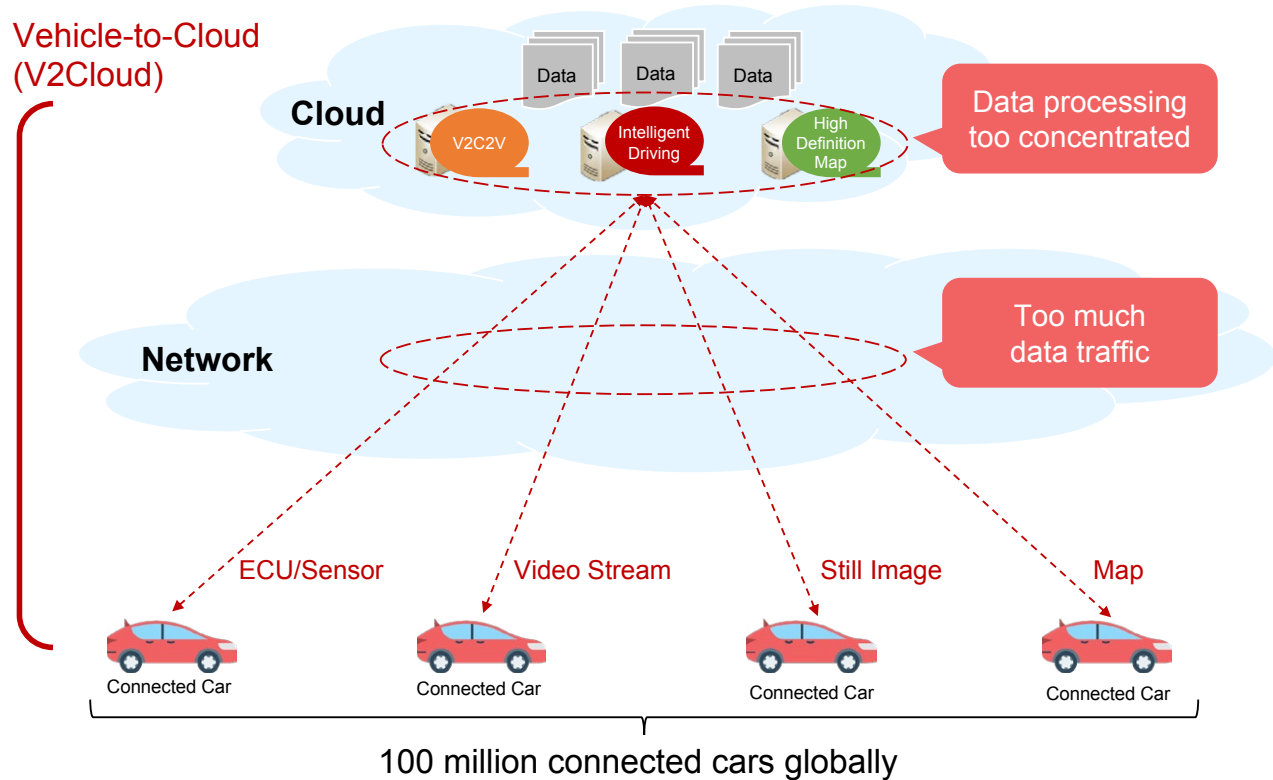 Vehicle-to-Cloud
(V2Cloud)
Data
Data
Data
Cloud
V2C2V
Intelligent
Driving
High
Definition
Map
Data processing
too concentrated
Network
Too much
data traffic
ECU/Sensor
Video Stream
Still Image
Map
Connected Car
Connected Car
Connected Car
Connected Car
100 million connected cars globally